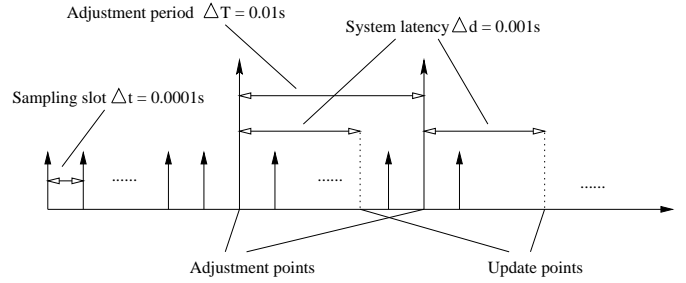 Adjustment period △T = 0.01s
System latency △d = 0.001s
Sampling slot △t = 0.0001s
......
......
......
Adjustment points
Update points